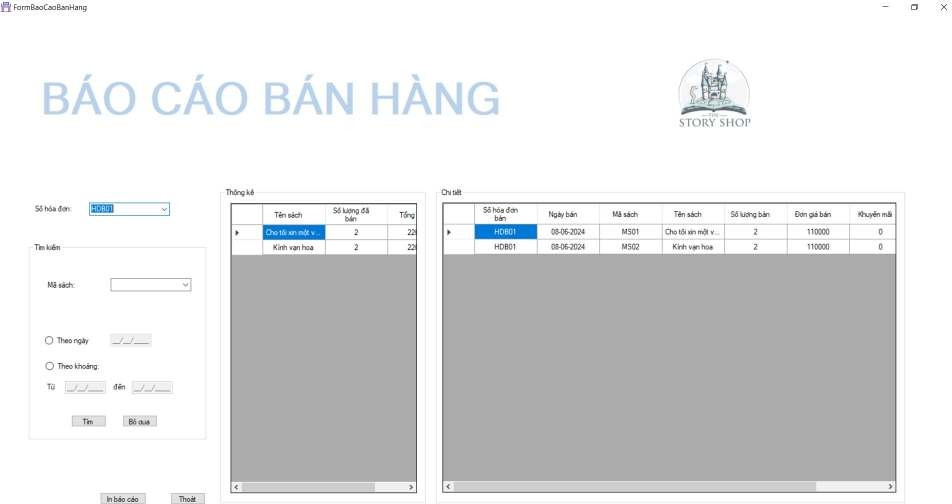 FormBaoCaoBanHang
BÁO CÁO BÁN HÀNG
THE
STORY SHOP
Số hóa đơn: HDB01
Tìm kiếm
Mã sách:
Theo ngày __/__/____
Theo khoảng:
Từ __/__/____ đến __/__/____
Tìm Bỏ qua
In báo cáo Thoát
Thống kê
Tên sách Số lượng đã bán Tổng
Cho tôi xin một v... 2 220
Kính vạn hoa 2 220
Chi tiết
Số hóa đơn bán Ngày bán Mã sách Tên sách Số lượng bán Đơn giá bán Khuyến mãi
HDB01 08-06-2024 MS01 Cho tôi xin một v... 2 110000 0
HDB01 08-06-2024 MS02 Kính vạn hoa 2 110000 0